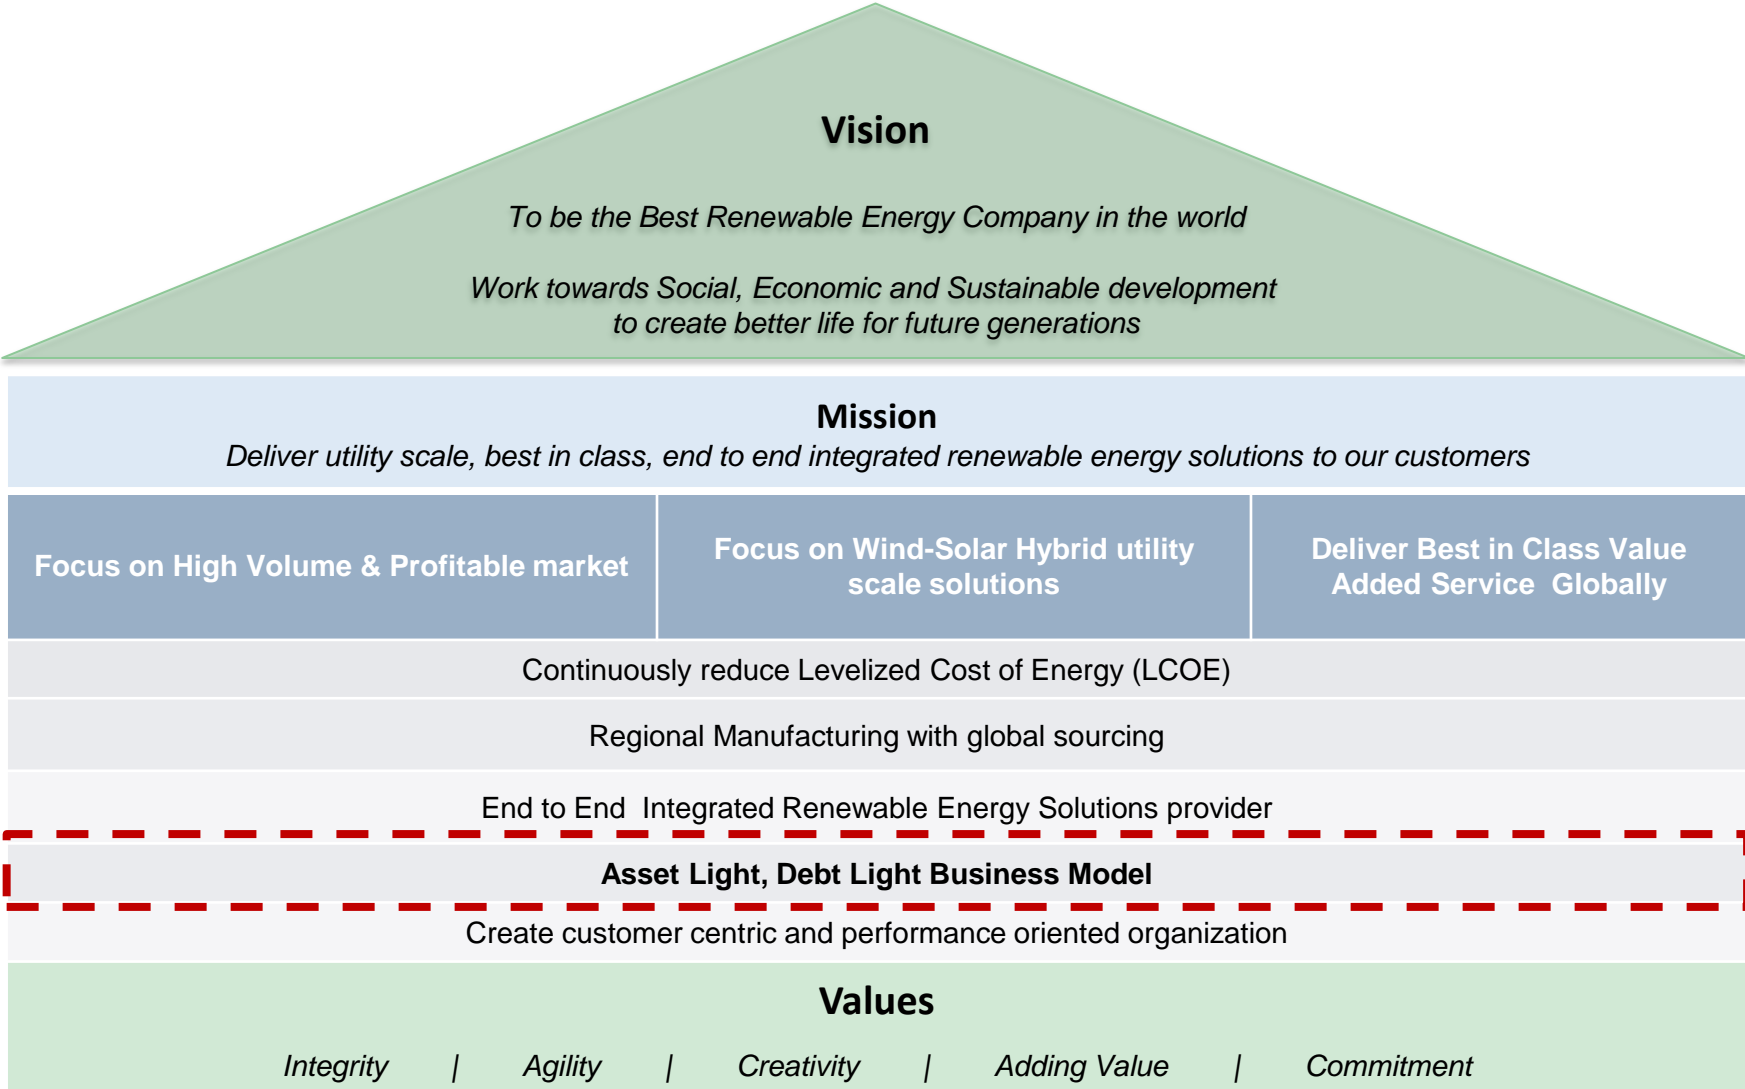 Vision
To be the Best Renewable Energy Company in the world
Work towards Social, Economic and Sustainable development
to create better life for future generations
Mission
Deliver utility scale, best in class, end to end integrated renewable energy solutions to our customers
Focus on High Volume & Profitable market
Focus on Wind-Solar Hybrid utility
scale solutions
Deliver Best in Class Value
Added Service  Globally
Continuously reduce Levelized Cost of Energy (LCOE)
Regional Manufacturing with global sourcing
End to End  Integrated Renewable Energy Solutions provider
Asset Light, Debt Light Business Model
Create customer centric and performance oriented organization
Values
Integrity | Agility | Creativity | Adding Value | Commitment